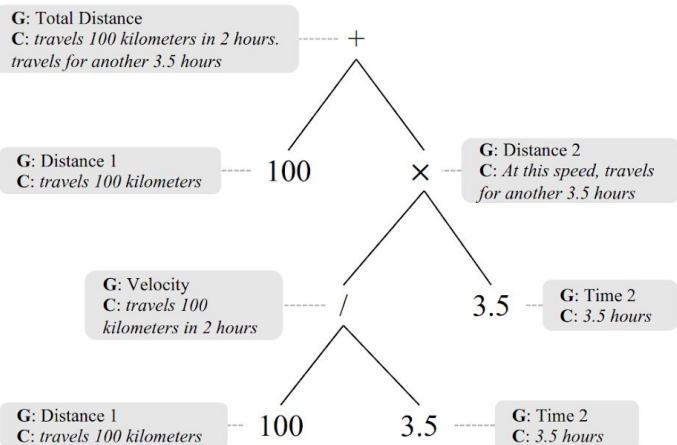 G: Total Distance
C: travels 100 kilometers in 2 hours.
travels for another 3.5 hours
+
G: Distance 1
C: travels 100 kilometers
100
×
G: Distance 2
C: At this speed, travels
for another 3.5 hours
G: Velocity
C: travels 100
kilometers in 2 hours
/
3.5
G: Time 2
C: 3.5 hours
G: Distance 1
C: travels 100 kilometers
100
3.5
G: Time 2
C: 3.5 hours